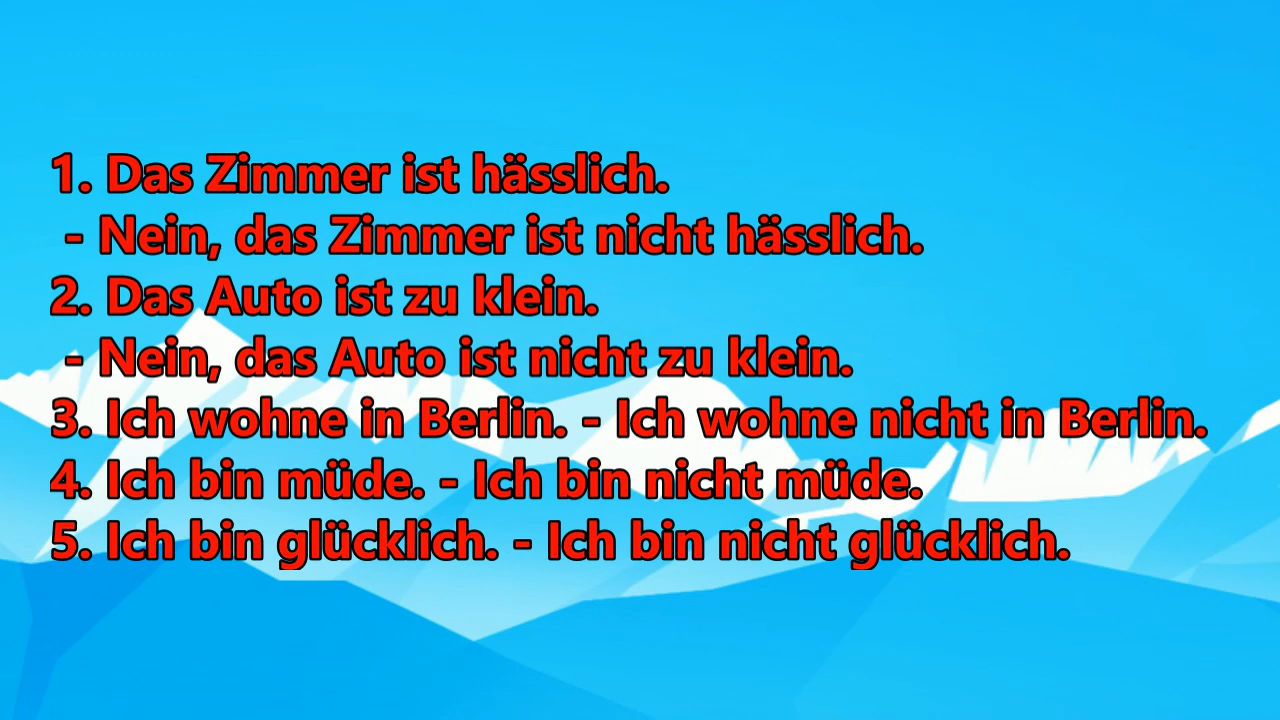 1. Das Zimmer ist hässlich.
- Nein, das Zimmer ist nicht hässlich.
2. Das Auto ist zu klein.
- Nein, das Auto ist nicht zu klein.
3. Ich wohne in Berlin. - Ich wohne nicht in Berlin.
4. Ich bin müde. - Ich bin nicht müde.
5. Ich bin glücklich. - Ich bin nicht glücklich.